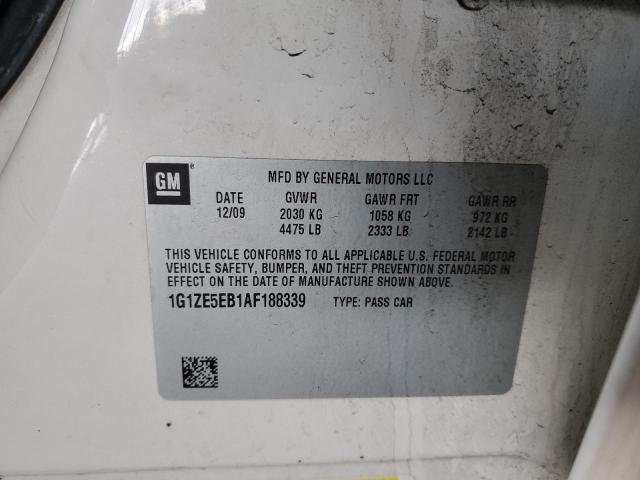 GM
MFD BY GENERAL MOTORS LLC
DATE GVWR GAWR FRT GAWR RR
12/09 2030 KG 1058 KG 972 KG
4475 LB 2333 LB 2142 LB
THIS VEHICLE CONFORMS TO ALL APPLICABLE U.S. FEDERAL MOTOR
VEHICLE SAFETY, BUMPER, AND THEFT PREVENTION STANDARDS IN
EFFECT ON THE DATE OF MANUFACTURE SHOWN ABOVE.
1G1ZE5EB1AF188339 TYPE: PASS CAR